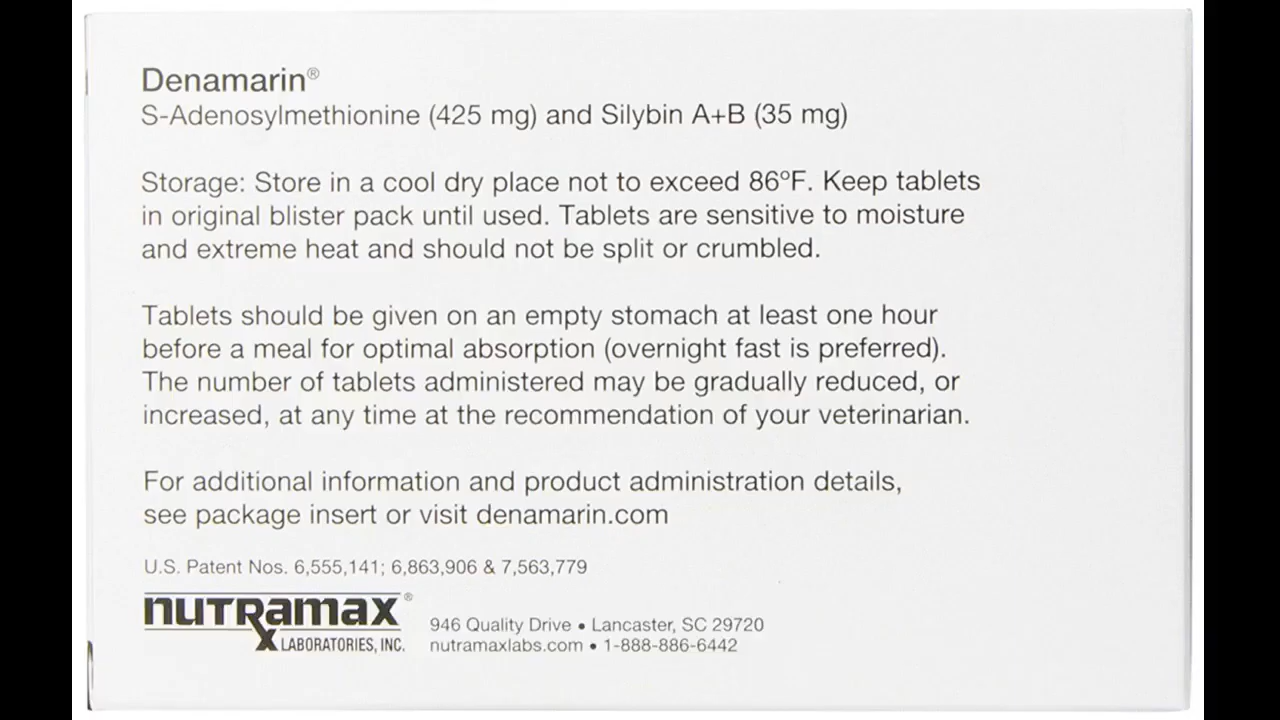 Denamarin®
S-Adenosylmethionine (425 mg) and Silybin A+B (35 mg)
Storage: Store in a cool dry place not to exceed 86ºF. Keep tablets
in original blister pack until used. Tablets are sensitive to moisture
and extreme heat and should not be split or crumbled.
Tablets should be given on an empty stomach at least one hour
before a meal for optimal absorption (overnight fast is preferred).
The number of tablets administered may be gradually reduced, or
increased, at any time at the recommendation of your veterinarian.
For additional information and product administration details,
see package insert or visit denamarin.com
U.S. Patent Nos. 6,555,141; 6,863,906 & 7,563,779
nutRamax®
LABORATORIES, INC.
946 Quality Drive • Lancaster, SC 29720
nutramaxlabs.com • 1-888-886-6442